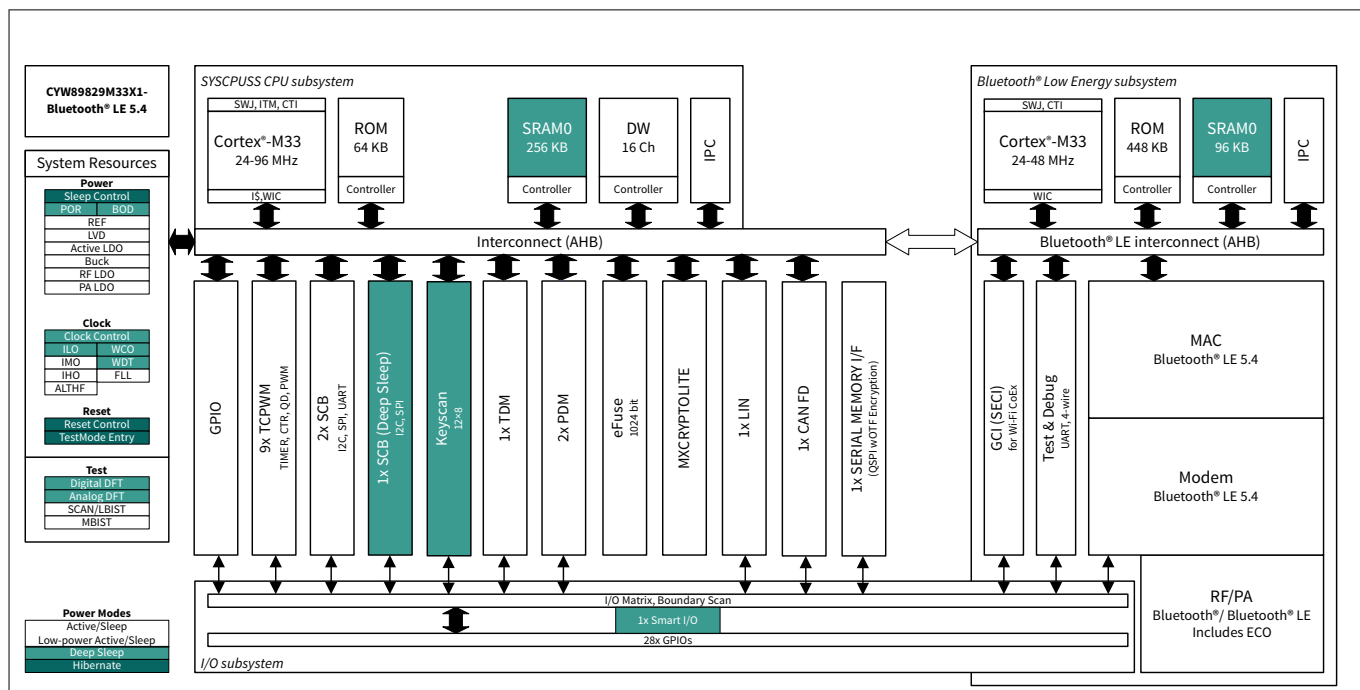 CYW89829M33X1-
Bluetooth® LE 5.4
System Resources
Power
Sleep Control
POR
BOD
REF
LVD
Active LDO
Buck
RF LDO
PA LDO
Clock
Clock Control
ILO
WCO
IMO
WDT
IHO
FLL
ALTHF
Reset
Reset Control
TestMode Entry
Test
Digital DFT
Analog DFT
SCAN/LBIST
MBIST
Power Modes
Active/Sleep
Low-power Active/Sleep
Deep Sleep
Hibernate
SYSCPUSS CPU subsystem
SWJ, ITM, CTI
Cortex®-M33
24-96 MHz
I$,WIC
ROM
64 KB
Controller
SRAM0
256 KB
Controller
DW
16 Ch
Controller
IPC
Interconnect (AHB)
GPIO
9x TCPWM
TIMER, CTR, QD, PWM
2x SCB
I2C, SPI, UART
1x SCB (Deep Sleep)
I2C, SPI
Keyscan
12×8
1x TDM
2x PDM
eFuse
1024 bit
MXCRYPTOLITE
1x LIN
1x CAN FD
1x SERIAL MEMORY I/F
(QSPI wOTF Encryption)
Bluetooth® Low Energy subsystem
SWJ, CTI
Cortex®-M33
24-48 MHz
WIC
ROM
448 KB
Controller
SRAM0
96 KB
Controller
IPC
Bluetooth® LE interconnect (AHB)
GCI (SECI)
for Wi-Fi CoEx
Test & Debug
UART, 4-wire
MAC
Bluetooth® LE 5.4
Modem
Bluetooth® LE 5.4
RF/PA
Bluetooth®/ Bluetooth® LE
Includes ECO
I/O Matrix, Boundary Scan
1x Smart I/O
28x GPIOs
I/O subsystem